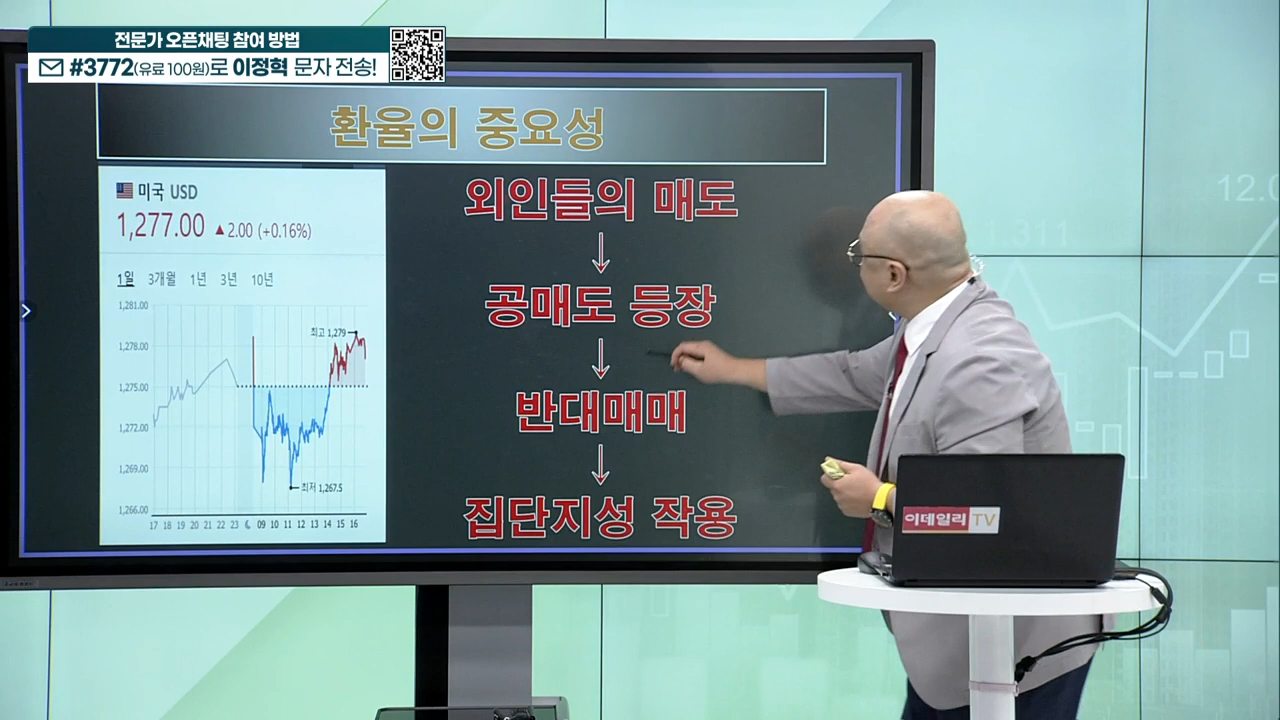 전문가 오픈채팅 참여 방법
#3772(유료 100원)로 이정혁 문자 전송!
환율의 중요성
미국 USD
1,277.00 ▲2.00 (+0.16%)
1일 3개월 1년 3년 10년
1,281.00
1,278.00
1,275.00
1,272.00
1,269.00
1,266.00
최고 1,279
최저 1,267.5
17 18 19 20 21 22 23 09 10 11 12 13 14 15 16
외인들의 매도
↓
공매도 등장
↓
반대매매
↓
집단지성 작용
12.0
311
이데일리 TV